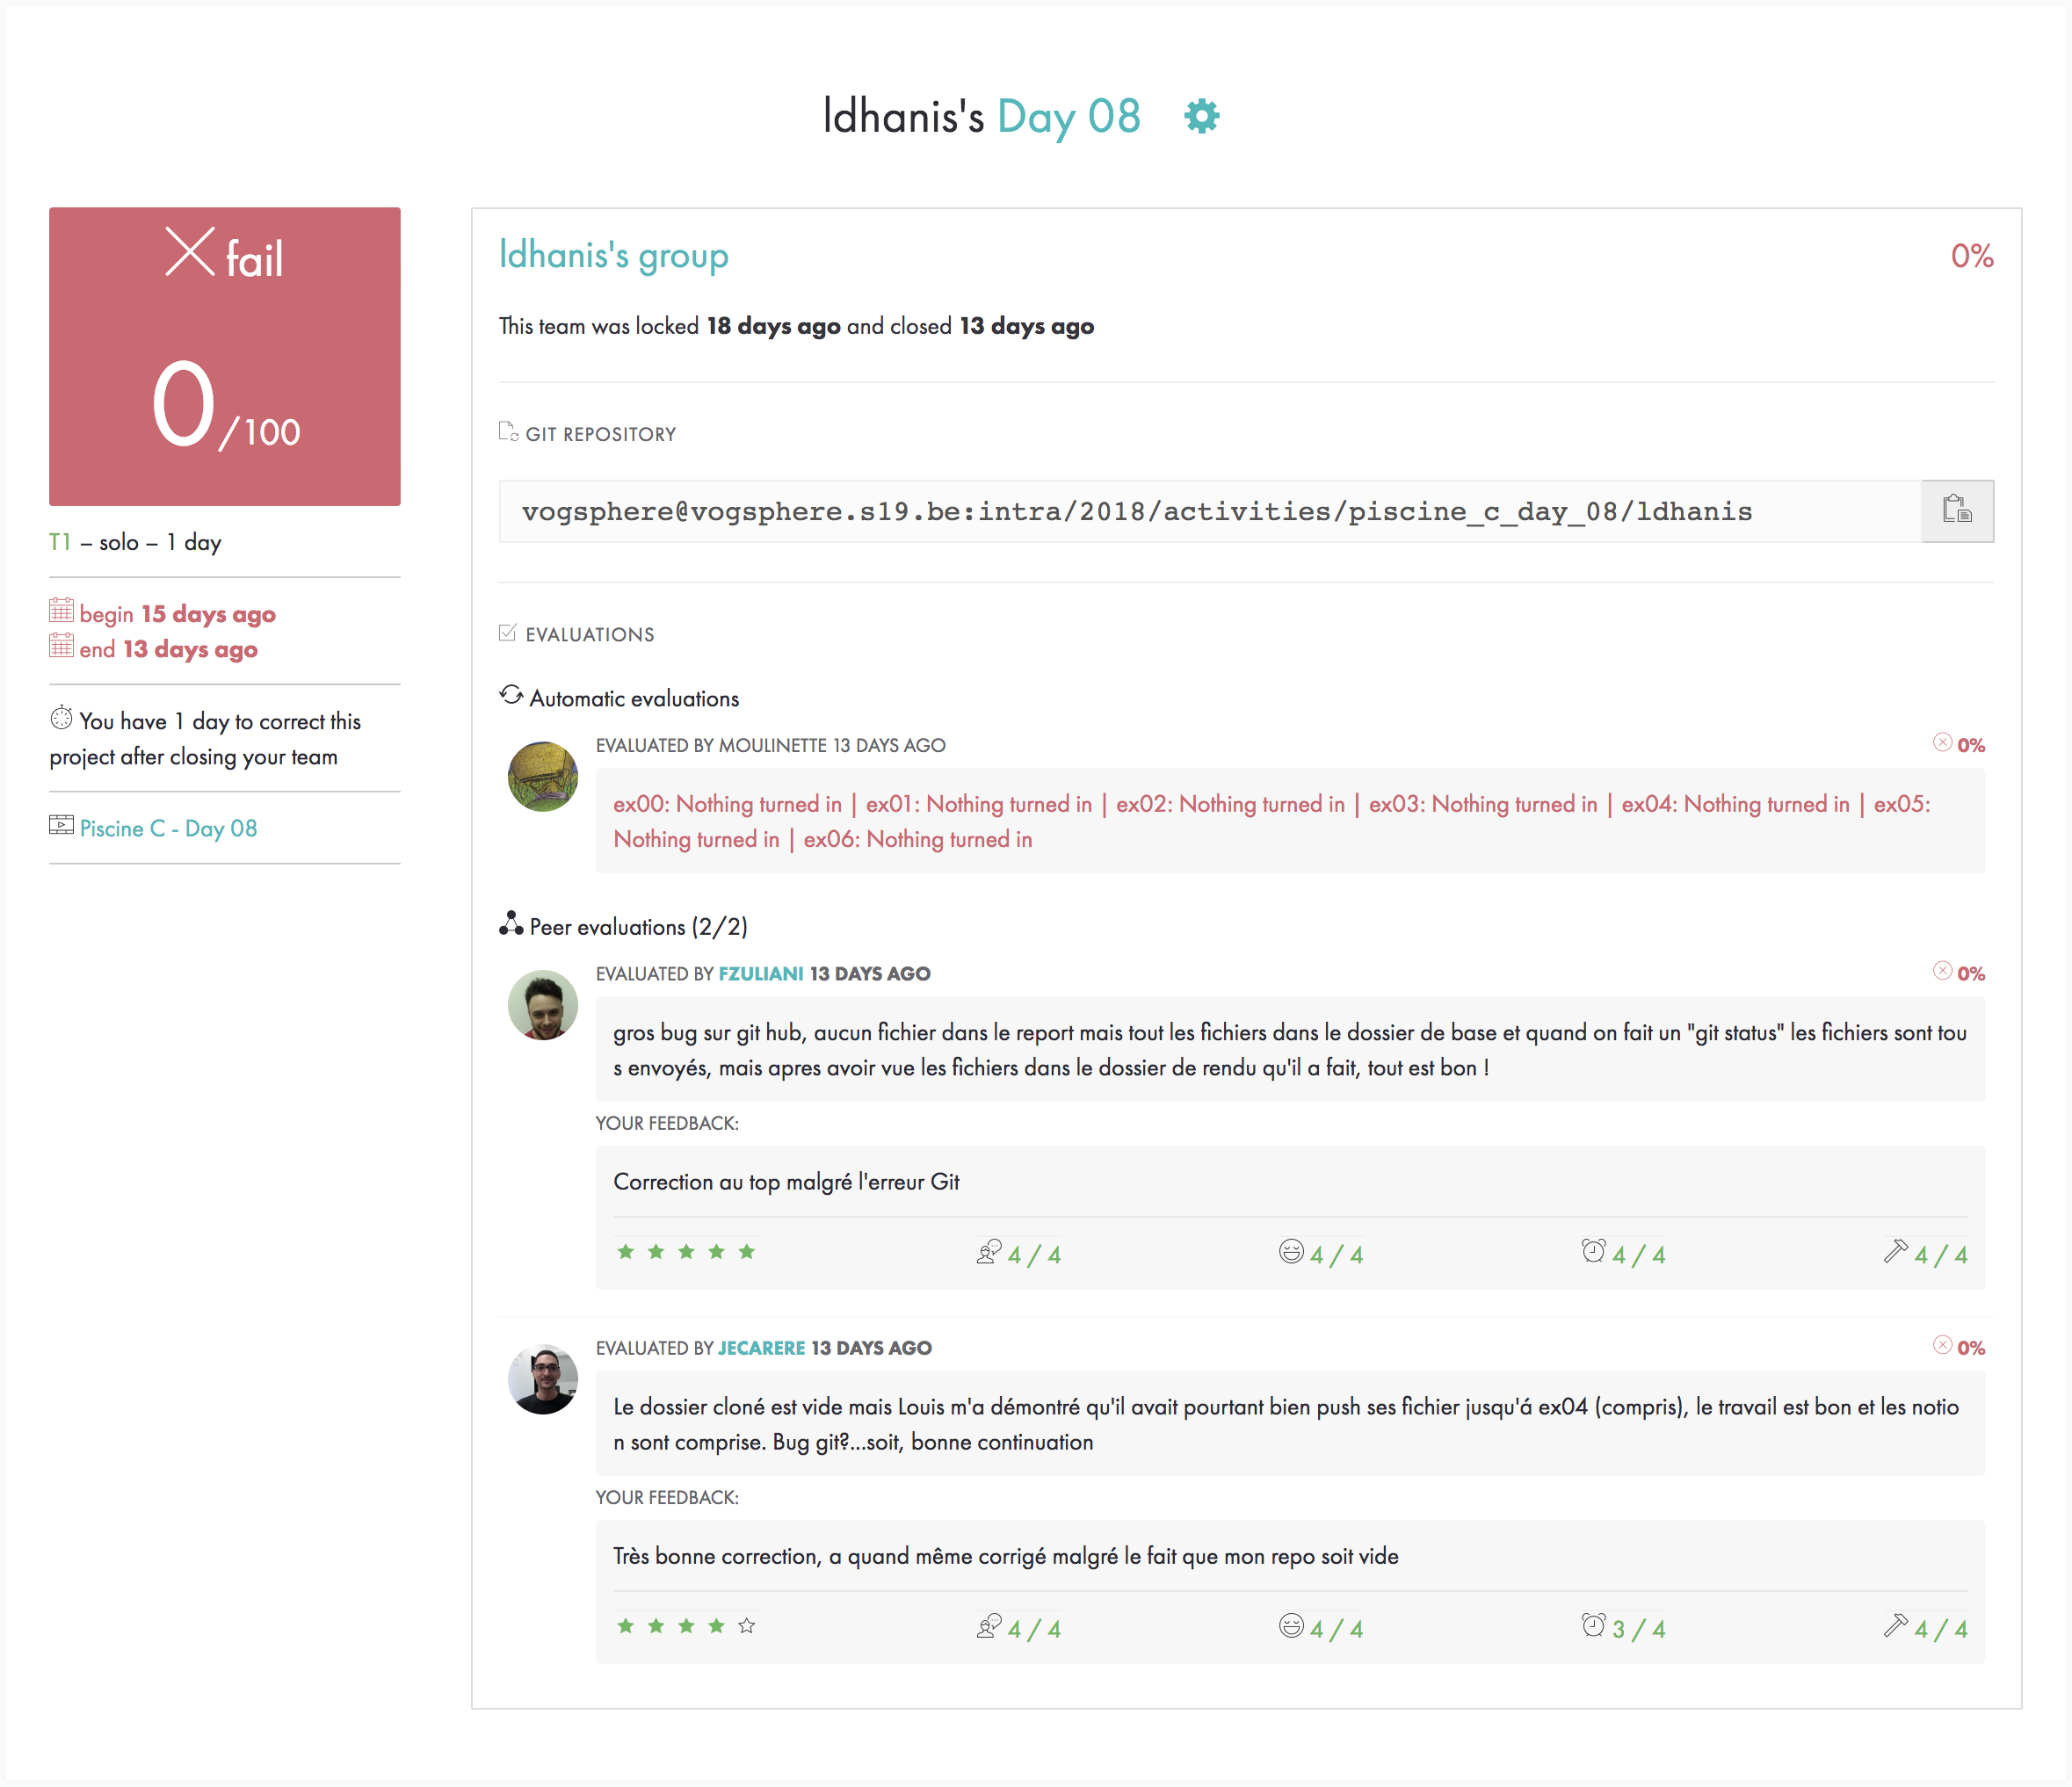 ldhanis's Day 08
fail
0/100
T1 – solo – 1 day
begin 15 days ago
end 13 days ago
You have 1 day to correct this
project after closing your team
Piscine C - Day 08
ldhanis's group
0%
This team was locked 18 days ago and closed 13 days ago
GIT REPOSITORY
vogsphere@vogsphere.s19.be:intra/2018/activities/piscine_c_day_08/ldhanis
EVALUATIONS
Automatic evaluations
EVALUATED BY MOULINETTE 13 DAYS AGO
0%
ex00: Nothing turned in | ex01: Nothing turned in | ex02: Nothing turned in | ex03: Nothing turned in | ex04: Nothing turned in | ex05:
Nothing turned in | ex06: Nothing turned in
Peer evaluations (2/2)
EVALUATED BY FZULIANI 13 DAYS AGO
0%
gros bug sur git hub, aucun fichier dans le report mais tout les fichiers dans le dossier de base et quand on fait un "git status" les fichiers sont tou
s envoyés, mais apres avoir vue les fichiers dans le dossier de rendu qu'il a fait, tout est bon !
YOUR FEEDBACK:
Correction au top malgré l'erreur Git
4 / 4
4 / 4
4 / 4
4 / 4
EVALUATED BY JECARERE 13 DAYS AGO
0%
Le dossier cloné est vide mais Louis m'a démontré qu'il avait pourtant bien push ses fichier jusqu'á ex04 (compris), le travail est bon et les notio
n sont comprise. Bug git?...soit, bonne continuation
YOUR FEEDBACK:
Très bonne correction, a quand même corrigé malgré le fait que mon repo soit vide
4 / 4
4 / 4
3 / 4
4 / 4